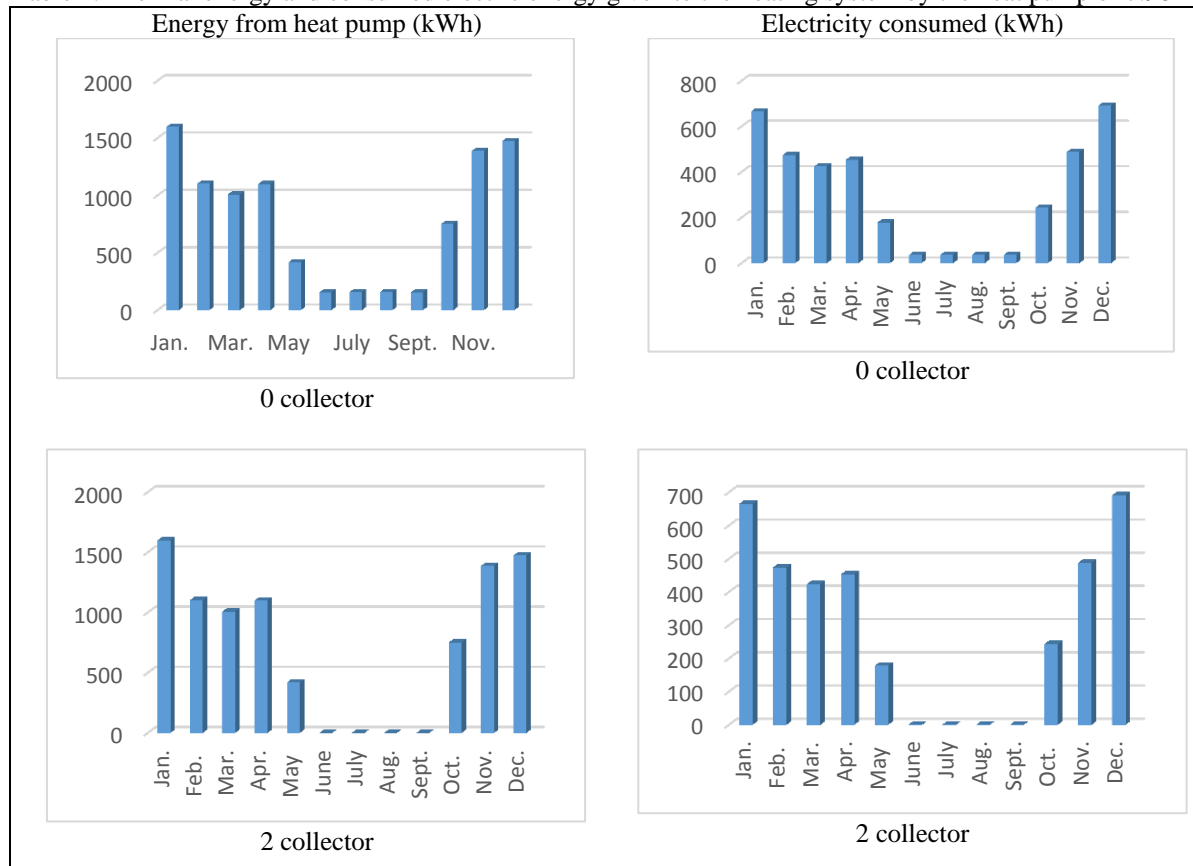 Energy from heat pump (kWh)
Electricity consumed (kWh)
2000
1500
1000
500
0
Jan. Mar. May July Sept. Nov.
0 collector
800
600
400
200
0
Jan. Feb. Mar. Apr. May June July Aug. Sept. Oct. Nov. Dec.
0 collector
2000
1500
1000
500
0
Jan. Feb. Mar. Apr. May June July Aug. Sept. Oct. Nov. Dec.
2 collector
700
600
500
400
300
200
100
0
Jan. Feb. Mar. Apr. May June July Aug. Sept. Oct. Nov. Dec.
2 collector